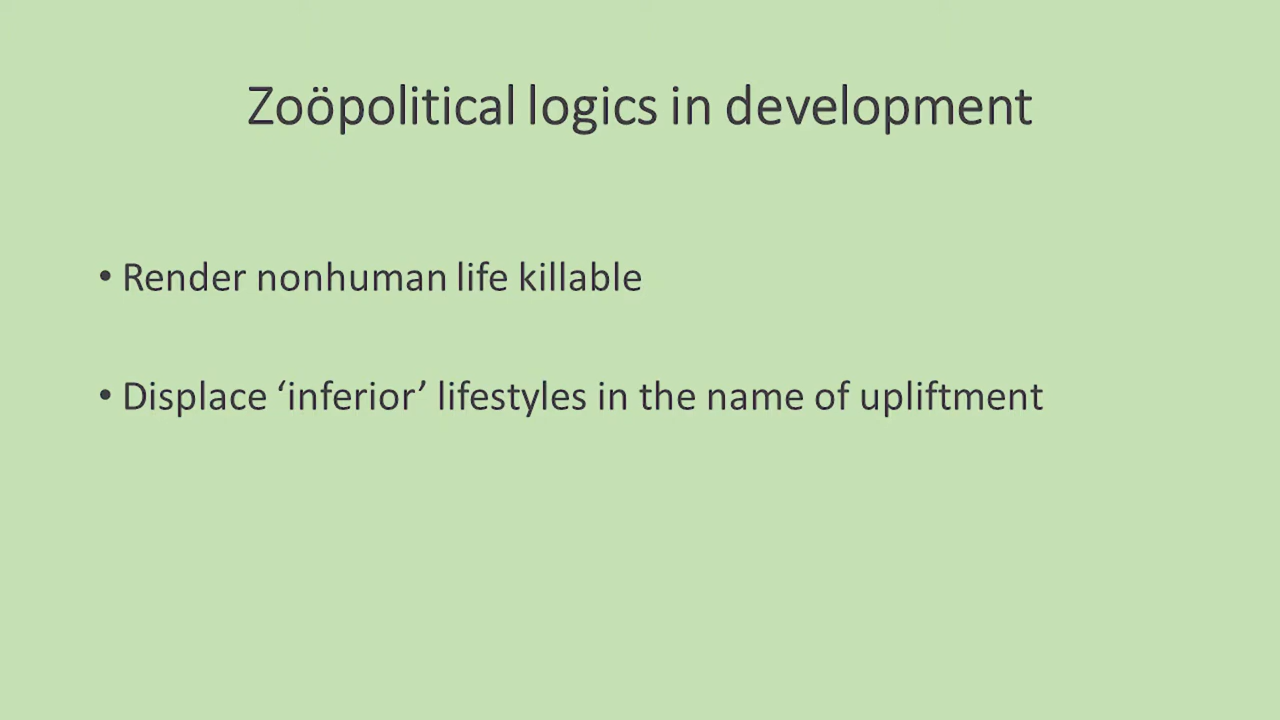 Zoöpolitical logics in development
• Render nonhuman life killable
• Displace ‘inferior’ lifestyles in the name of upliftment